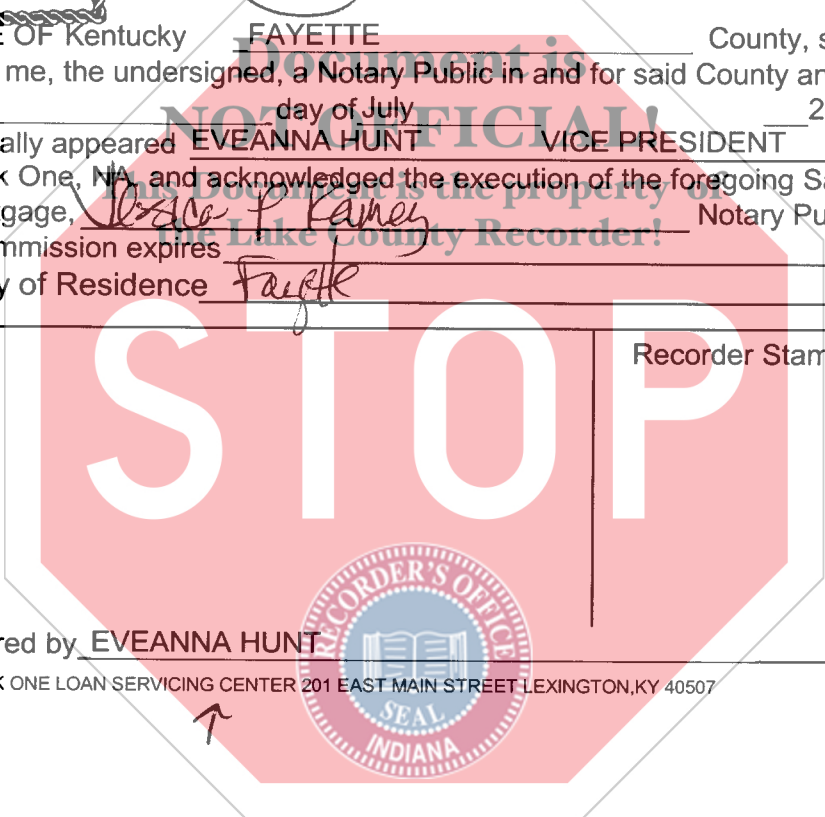 E OF Kentucky FAYETTE County, s
me, the undersigned, a Notary Public in and for said County an
day of July 2
ally appeared EVEANNA HUNT VICE PRESIDENT
k One, NA, and acknowledged the execution of the foregoing Sa
gage, Jessica P Ramey Notary Pu
mmission expires
y of Residence Fayette
Document is
NOT OFFICIAL!
This Document is the property of
the Lake County Recorder!
STOP
Recorder Stam
RECORDER'S OFFICE
SEAL
INDIANA
red by EVEANNA HUNT
K ONE LOAN SERVICING CENTER 201 EAST MAIN STREET LEXINGTON,KY 40507